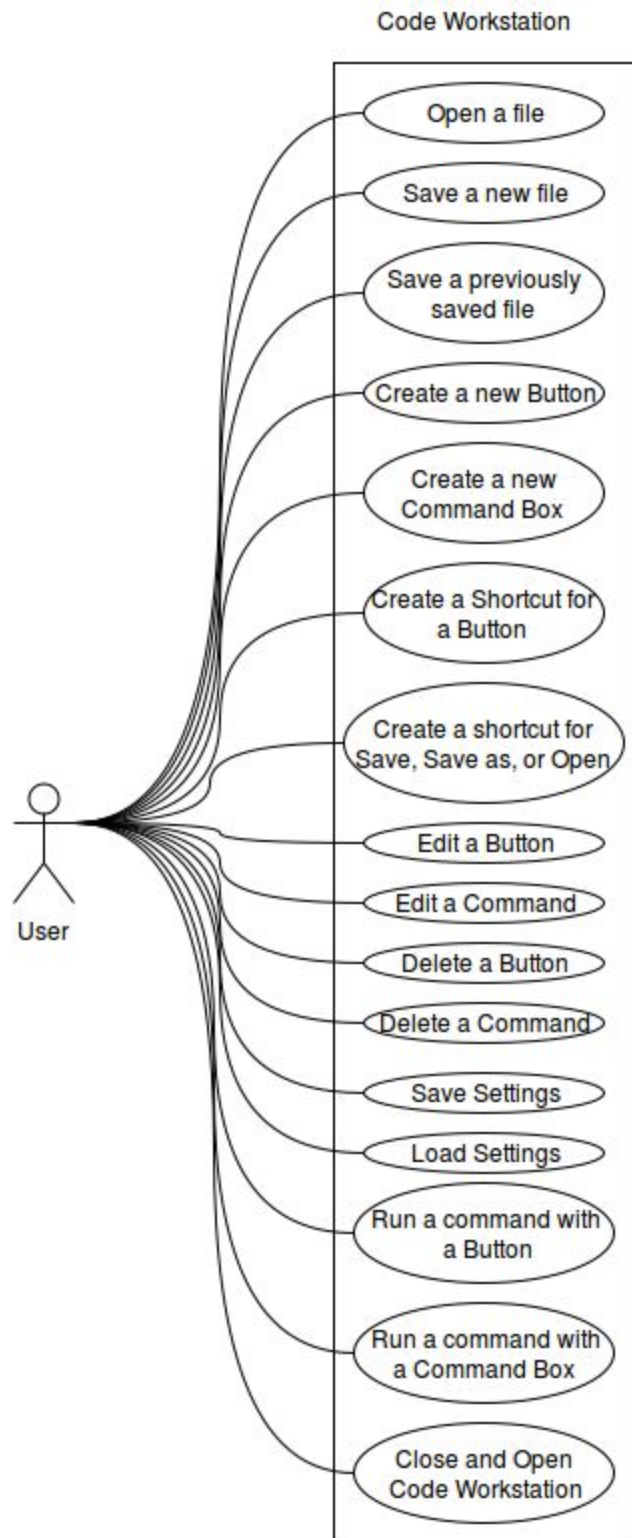 Code Workstation
Open a file
Save a new file
Save a previously
saved file
Create a new Button
Create a new
Command Box
Create a Shortcut for
a Button
Create a shortcut for
Save, Save as, or Open
Edit a Button
Edit a Command
Delete a Button
Delete a Command
Save Settings
Load Settings
Run a command with
a Button
Run a command with
a Command Box
Close and Open
Code Workstation
User